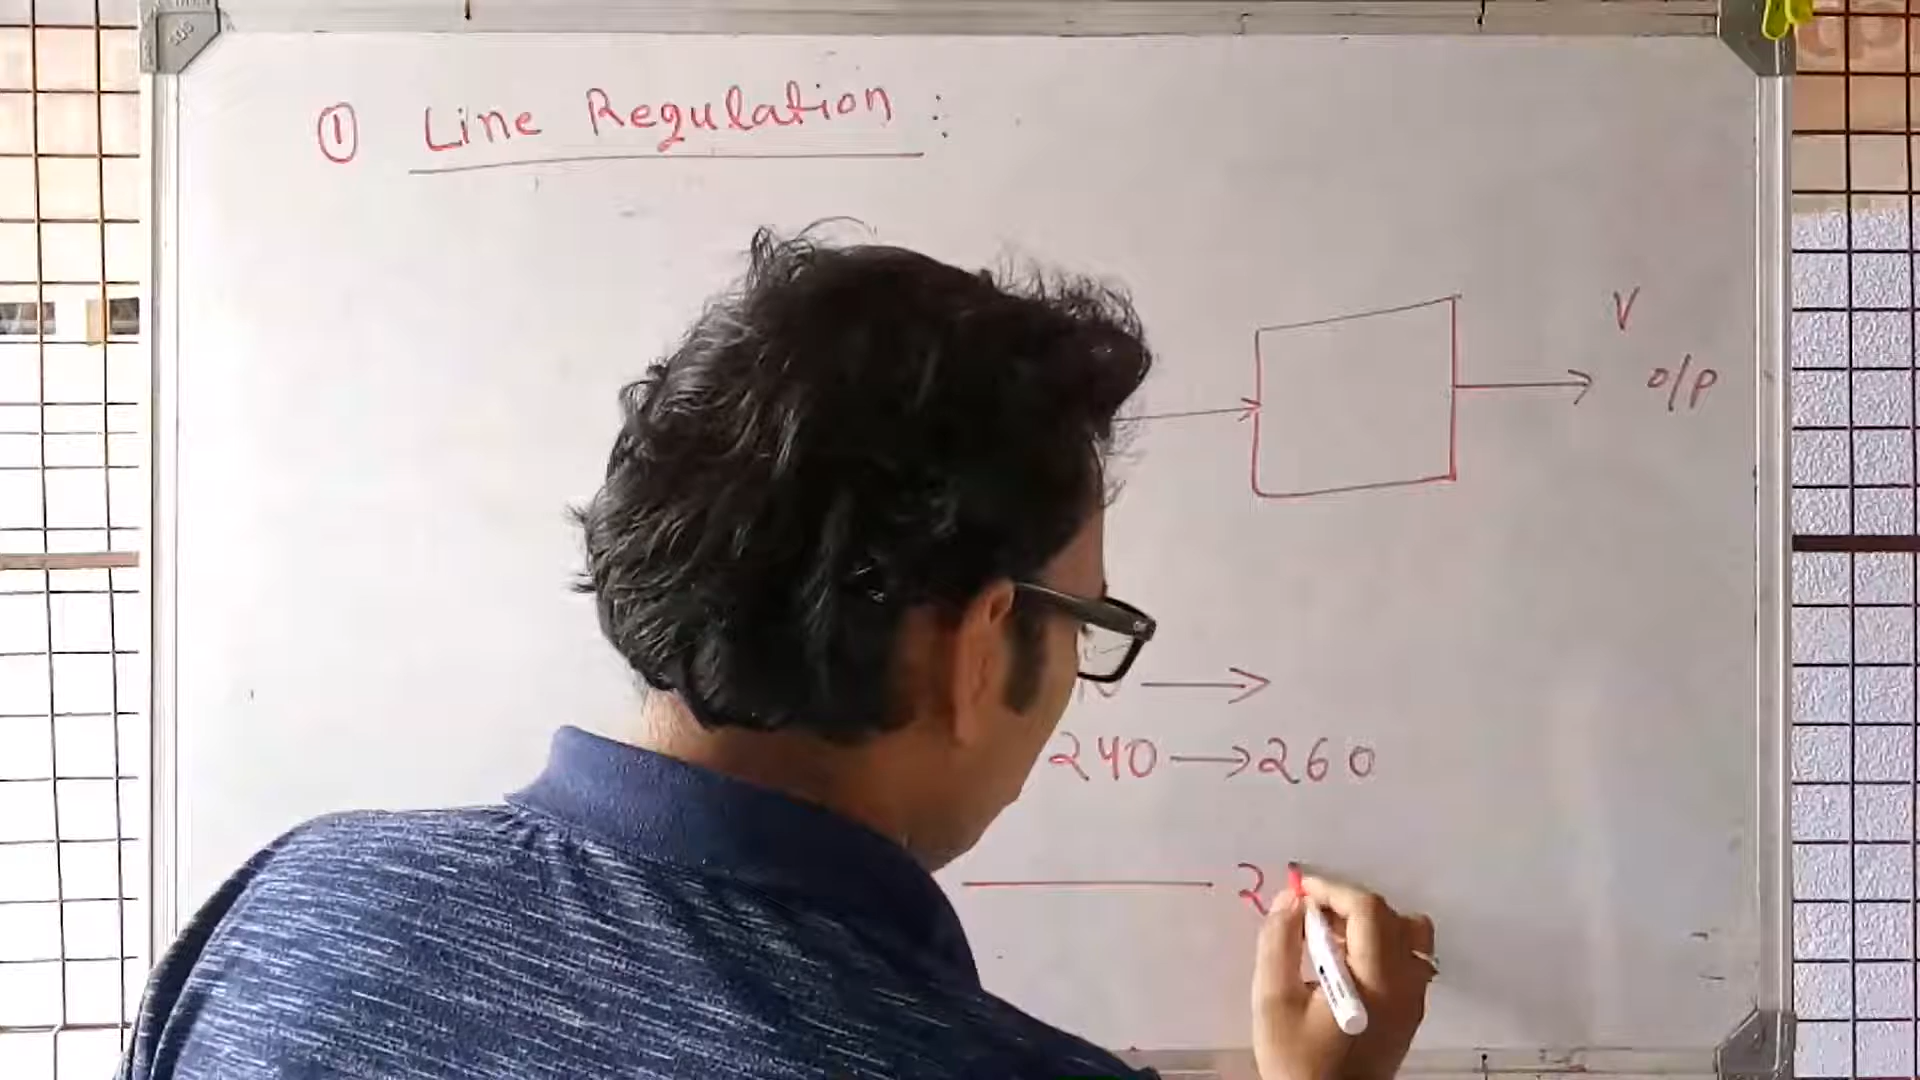 ① Line Regulation :
V
o/p
240 → 260
2